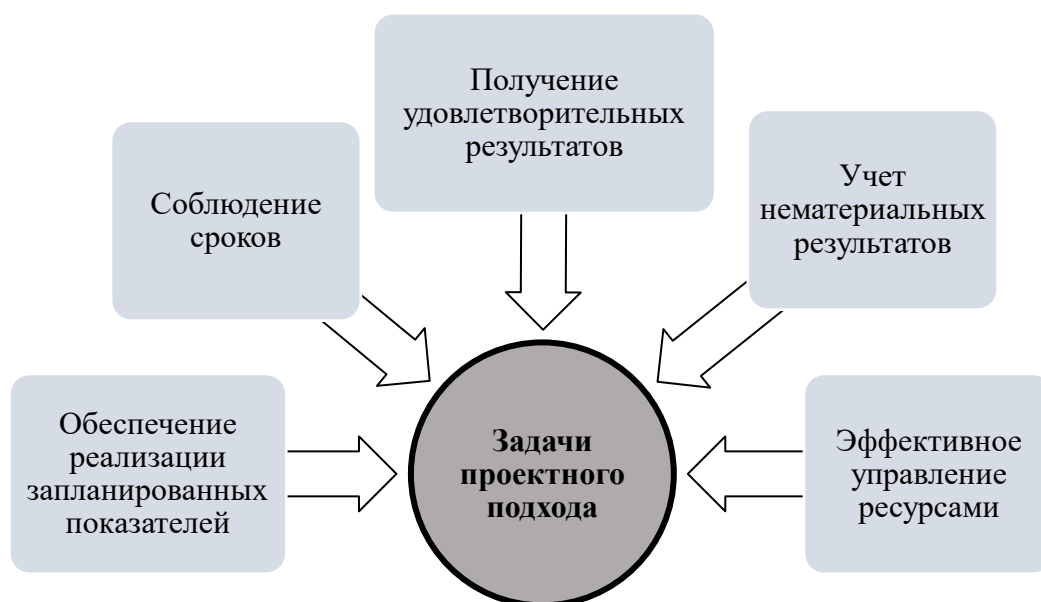 Получение
удовлетворительных
результатов
Соблюдение
сроков
Учет
нематериальных
результатов
Обеспечение
реализации
запланированных
показателей
Задачи
проектного
подхода
Эффективное
управление
ресурсами